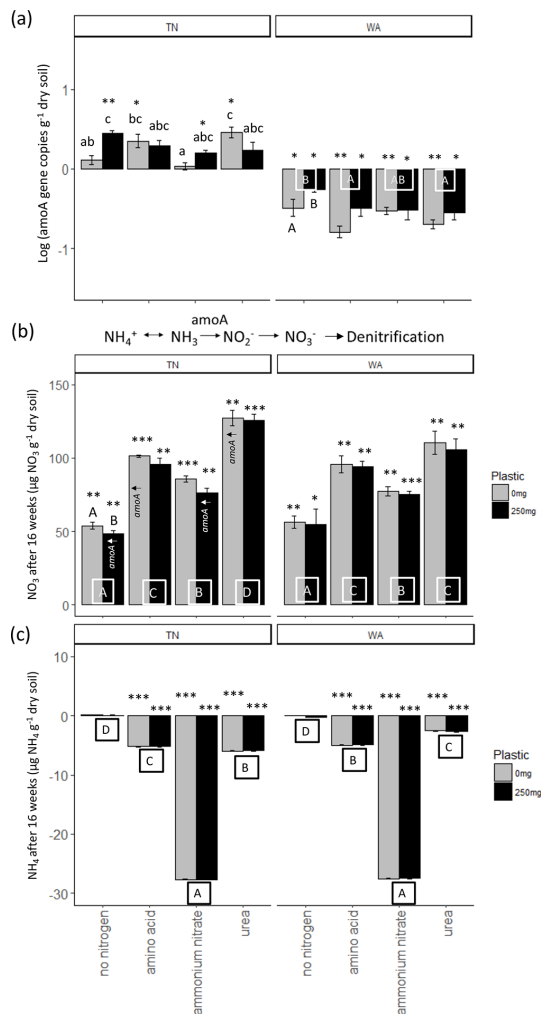 (a)
TN WA
Log (amoA gene copies g⁻¹ dry soil)
1
0
-1
** * * *
ab c bc abc a abc c abc
* * ** * ** * ** *
B A AB A
A B
(b)
amoA
NH₄⁺ ↔ NH₃ → NO₂⁻ → NO₃⁻ → Denitrification
TN WA
NO₃ after 16 weeks (µg NO₃ g⁻¹ dry soil)
150
100
50
0
** ** *** ** *** ** ** ***
A B
amoA amoA amoA amoA
A C B D
** * ** ** ** *** ** **
A C B C
Plastic
0mg
250mg
(c)
TN WA
NH₄ after 16 weeks (µg NH₄ g⁻¹ dry soil)
10
0
-10
-20
-30
*** *** *** *** *** ***
D C A B
*** *** *** *** *** ***
D B A C
Plastic
0mg
250mg
no nitrogen
amino acid
ammonium nitrate
urea
no nitrogen
amino acid
ammonium nitrate
urea